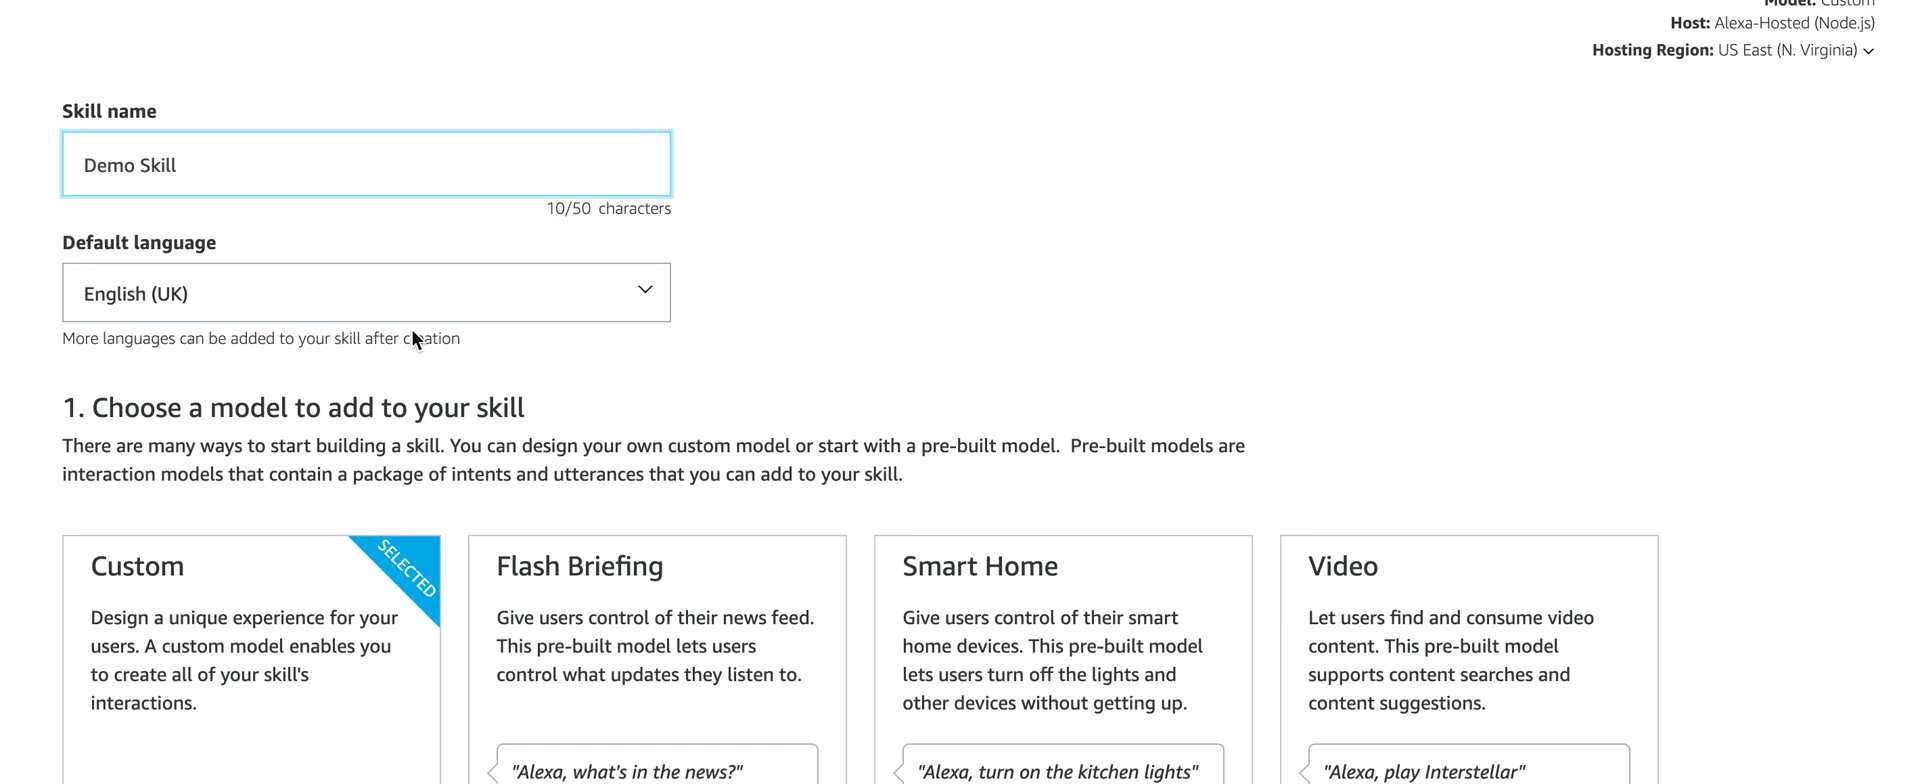 Model: Custom
Host: Alexa-Hosted (Node.js)
Hosting Region: US East (N. Virginia)
Skill name
Demo Skill
10/50 characters
Default language
English (UK)
More languages can be added to your skill after creation
1. Choose a model to add to your skill
There are many ways to start building a skill. You can design your own custom model or start with a pre-built model. Pre-built models are
interaction models that contain a package of intents and utterances that you can add to your skill.
Custom
SELECTED
Design a unique experience for your
users. A custom model enables you
to create all of your skill's
interactions.
Flash Briefing
Give users control of their news feed.
This pre-built model lets users
control what updates they listen to.
"Alexa, what's in the news?"
Smart Home
Give users control of their smart
home devices. This pre-built model
lets users turn off the lights and
other devices without getting up.
"Alexa, turn on the kitchen lights"
Video
Let users find and consume video
content. This pre-built model
supports content searches and
content suggestions.
"Alexa, play Interstellar"